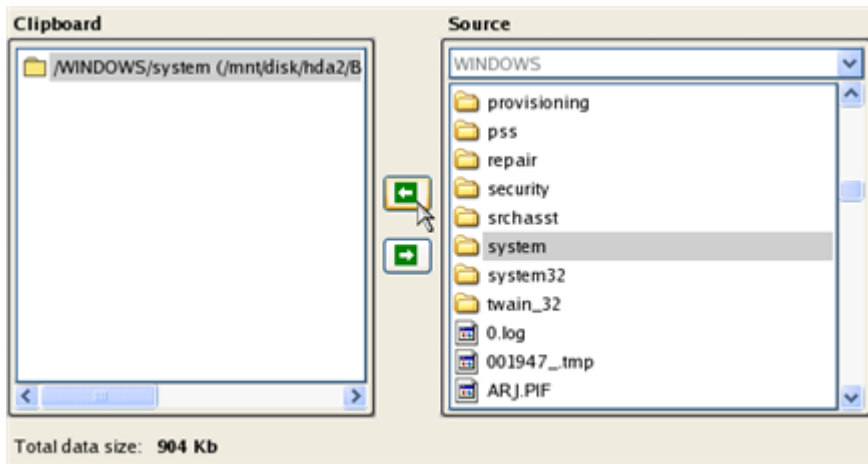 Clipboard
/WINDOWS/system (/mnt/disk/hda2/B
Source
WINDOWS
provisioning
pss
repair
security
srchasst
system
system32
twain_32
0.log
001947_.tmp
ARJ.PIF
Total data size: 904 Kb